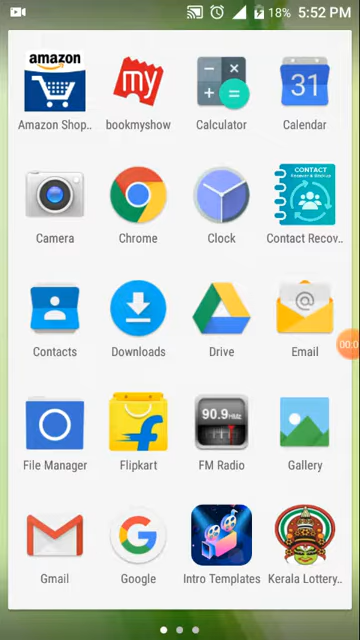 18% 5:52 PM
amazon
my
31
CONTACT
Amazon Shop.. bookmyshow Calculator Calendar
Camera Chrome Clock Contact Recov..
00:0
Contacts Downloads Drive Email
90.9 MHz
File Manager Flipkart FM Radio Gallery
Gmail Google Intro Templates Kerala Lottery..